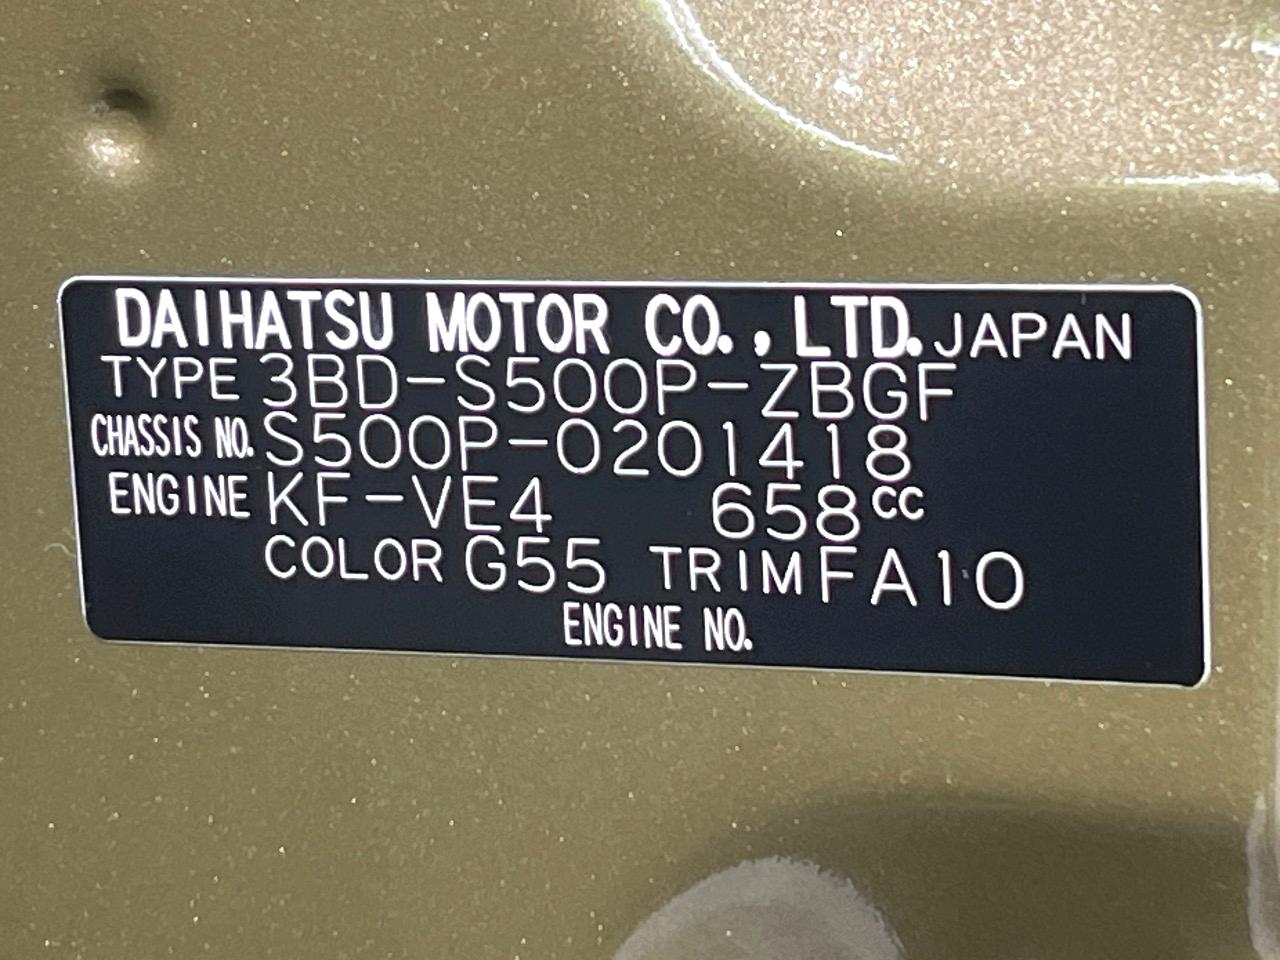 DAIHATSU MOTOR CO., LTD. JAPAN
TYPE 3BD-S500P-ZBGF
CHASSIS NO. S500P-0201418
ENGINE KF-VE4 658cc
COLOR G55 TRIM FA10
ENGINE NO.